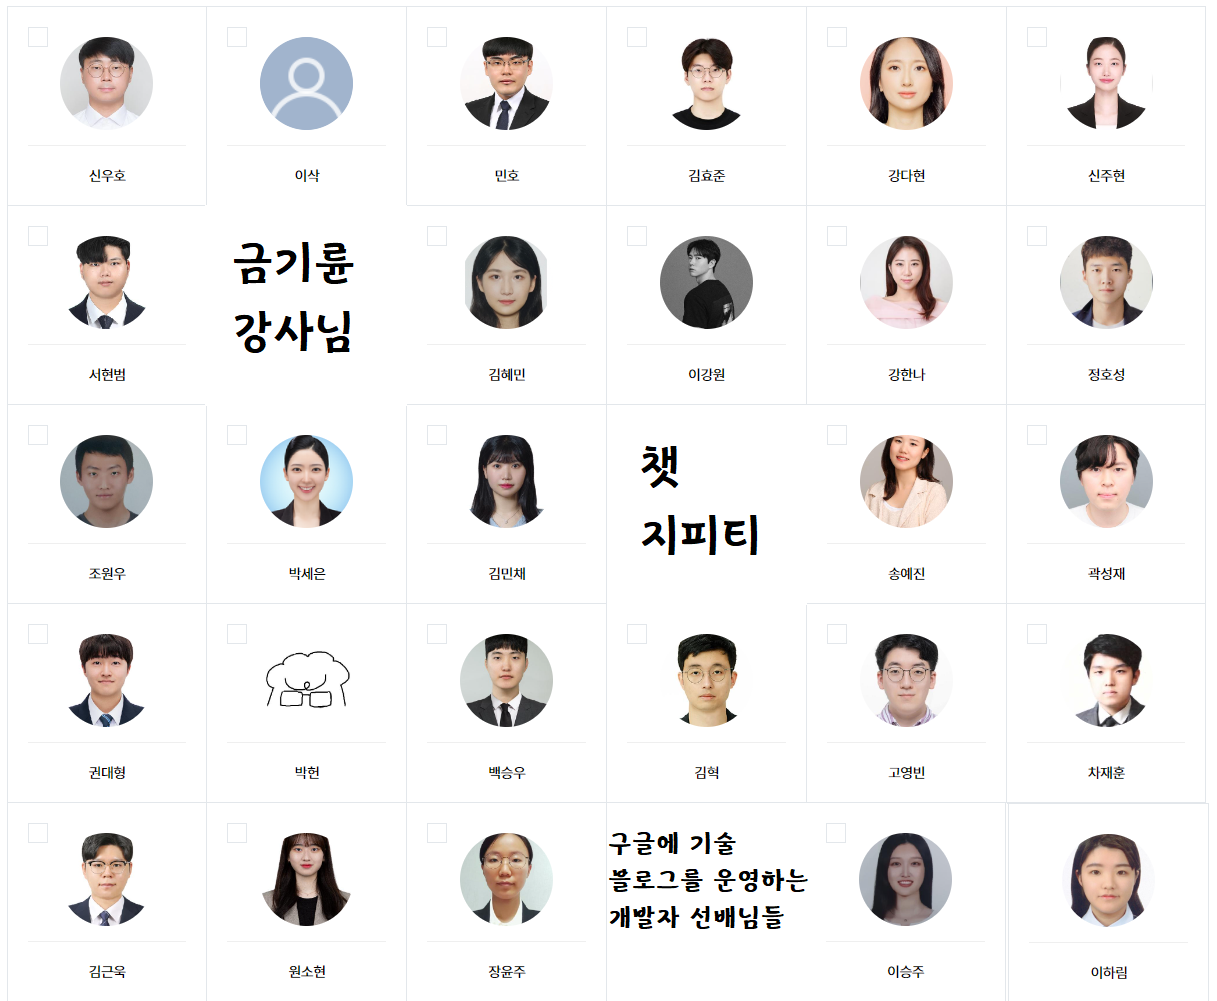 신우호
이삭
민호
김효준
강다현
신주현
서현범
금기륜
강사님
김혜민
이강원
강한나
정호성
조원우
박세은
김민채
챗
지피티
송예진
곽성재
권대형
박헌
백승우
김혁
고영빈
차재훈
김근욱
원소현
장윤주
구글에 기술
블로그를 운영하는
개발자 선배님들
이승주
이하림